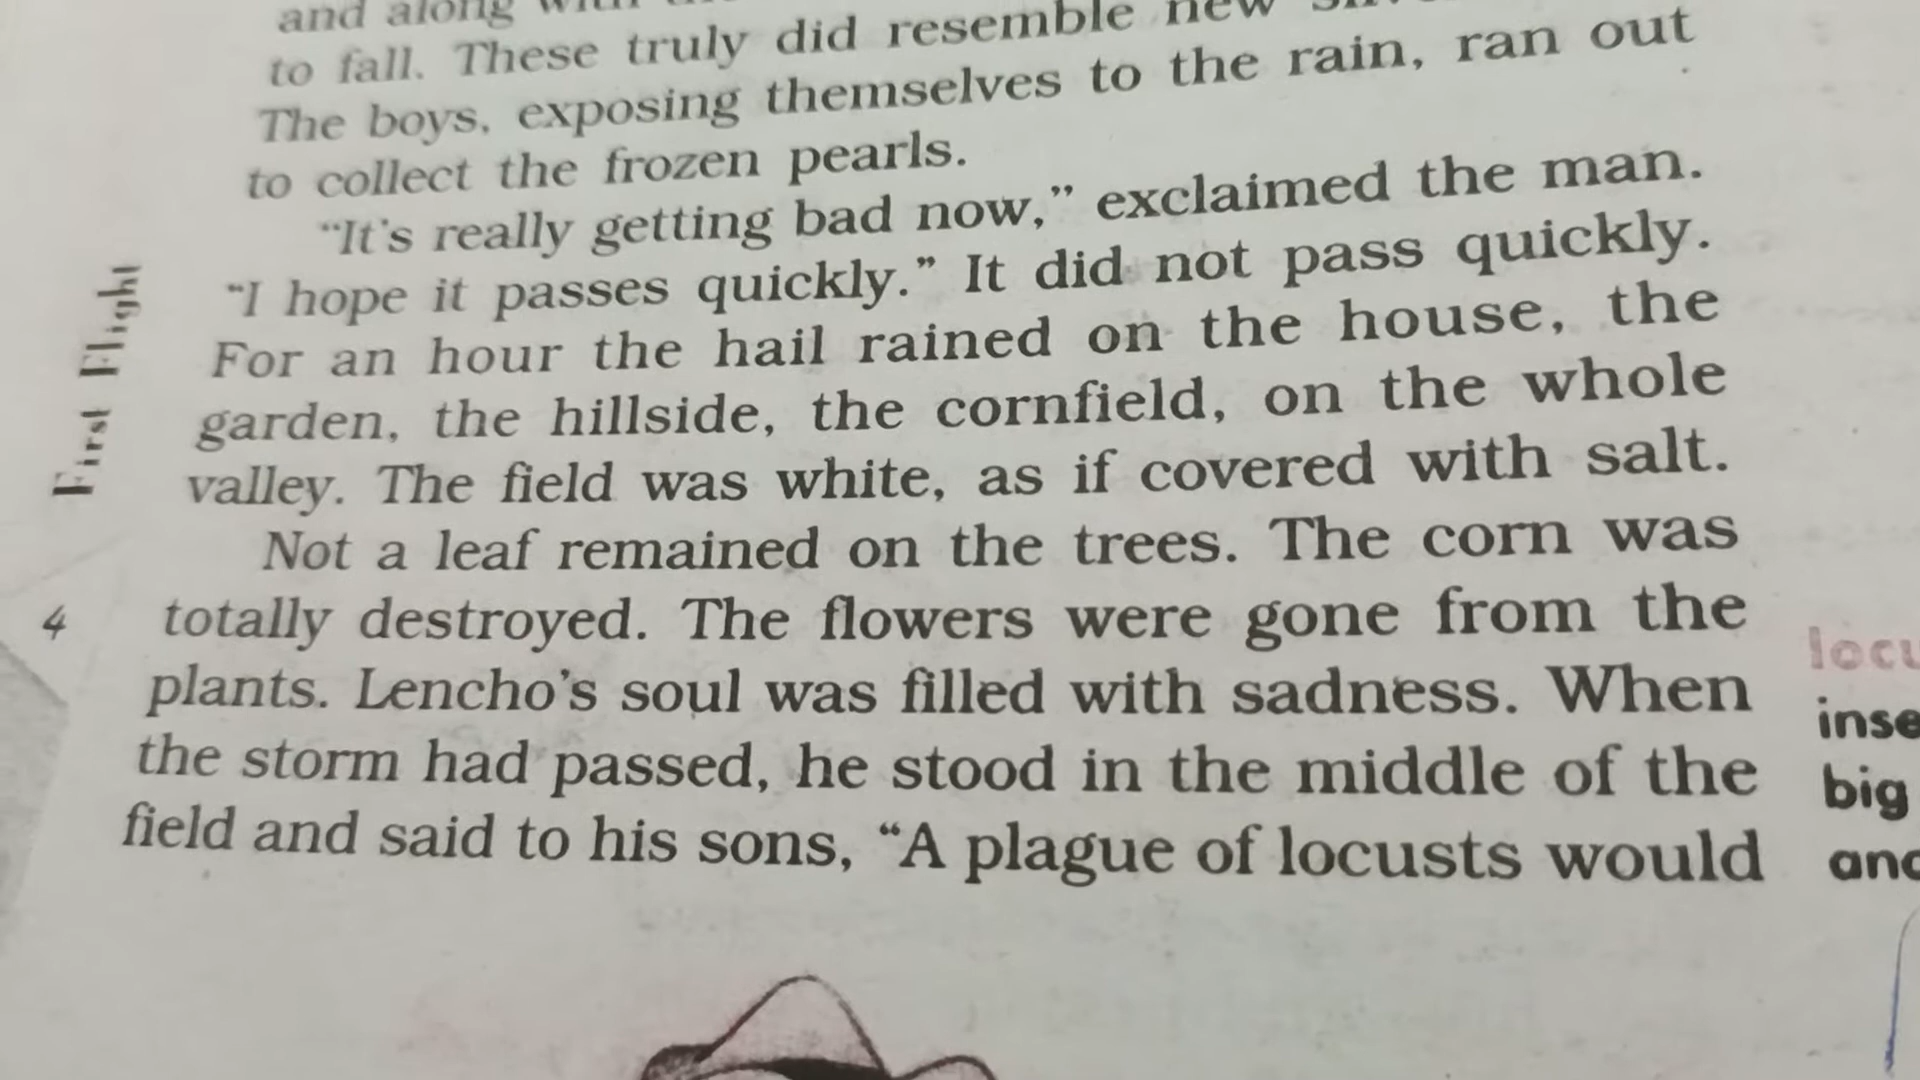 and along
to fall. These truly did resemble new
The boys, exposing themselves to the rain, ran out
to collect the frozen pearls.
“It’s really getting bad now,” exclaimed the man.
“I hope it passes quickly.” It did not pass quickly.
For an hour the hail rained on the house, the
garden, the hillside, the cornfield, on the whole
valley. The field was white, as if covered with salt.
Not a leaf remained on the trees. The corn was
totally destroyed. The flowers were gone from the
plants. Lencho’s soul was filled with sadness. When
the storm had passed, he stood in the middle of the
field and said to his sons, “A plague of locusts would
First Flight
4
big